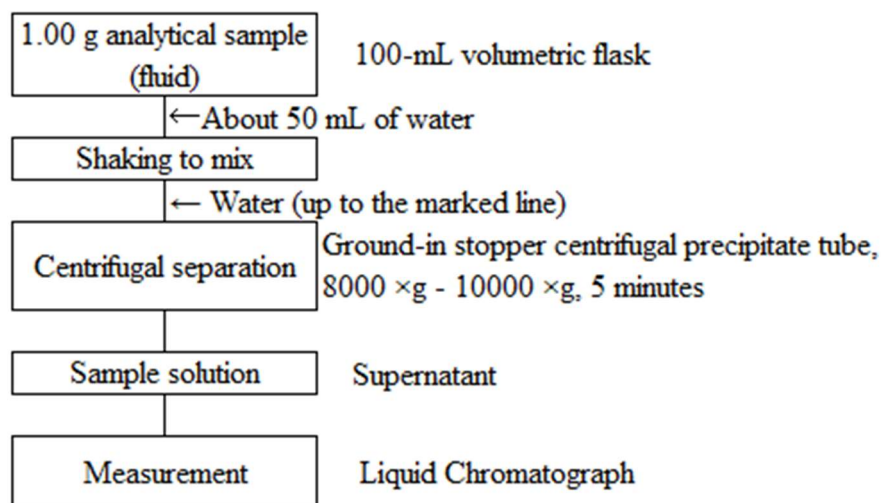 1.00 g analytical sample
(fluid)
100-mL volumetric flask
←About 50 mL of water
Shaking to mix
← Water (up to the marked line)
Centrifugal separation
Ground-in stopper centrifugal precipitate tube,
8000 ×g - 10000 ×g, 5 minutes
Sample solution
Supernatant
Measurement
Liquid Chromatograph